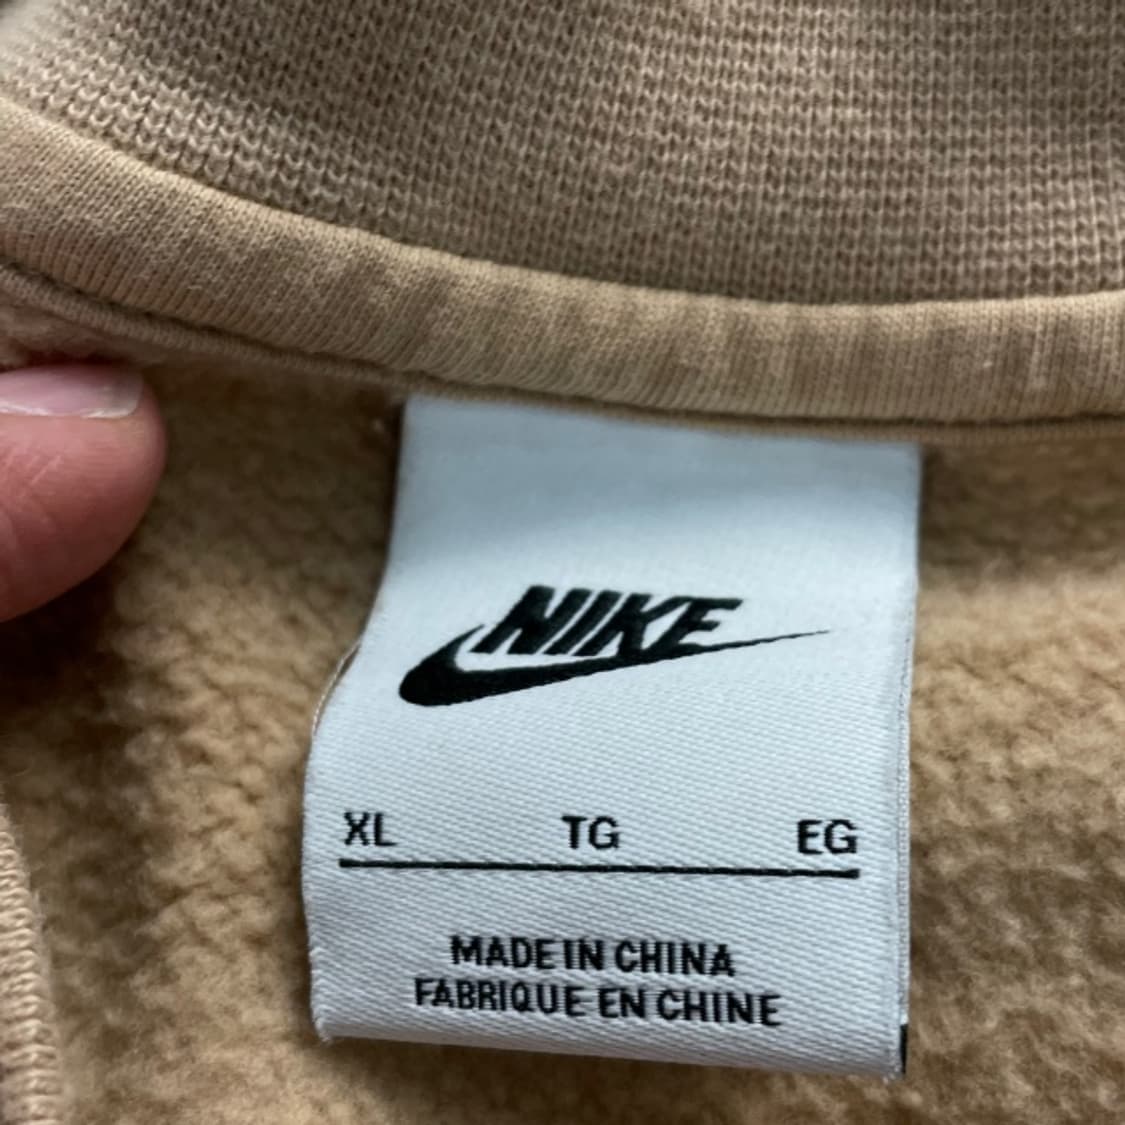 NIKE
XL TG EG
MADE IN CHINA
FABRIQUE EN CHINE